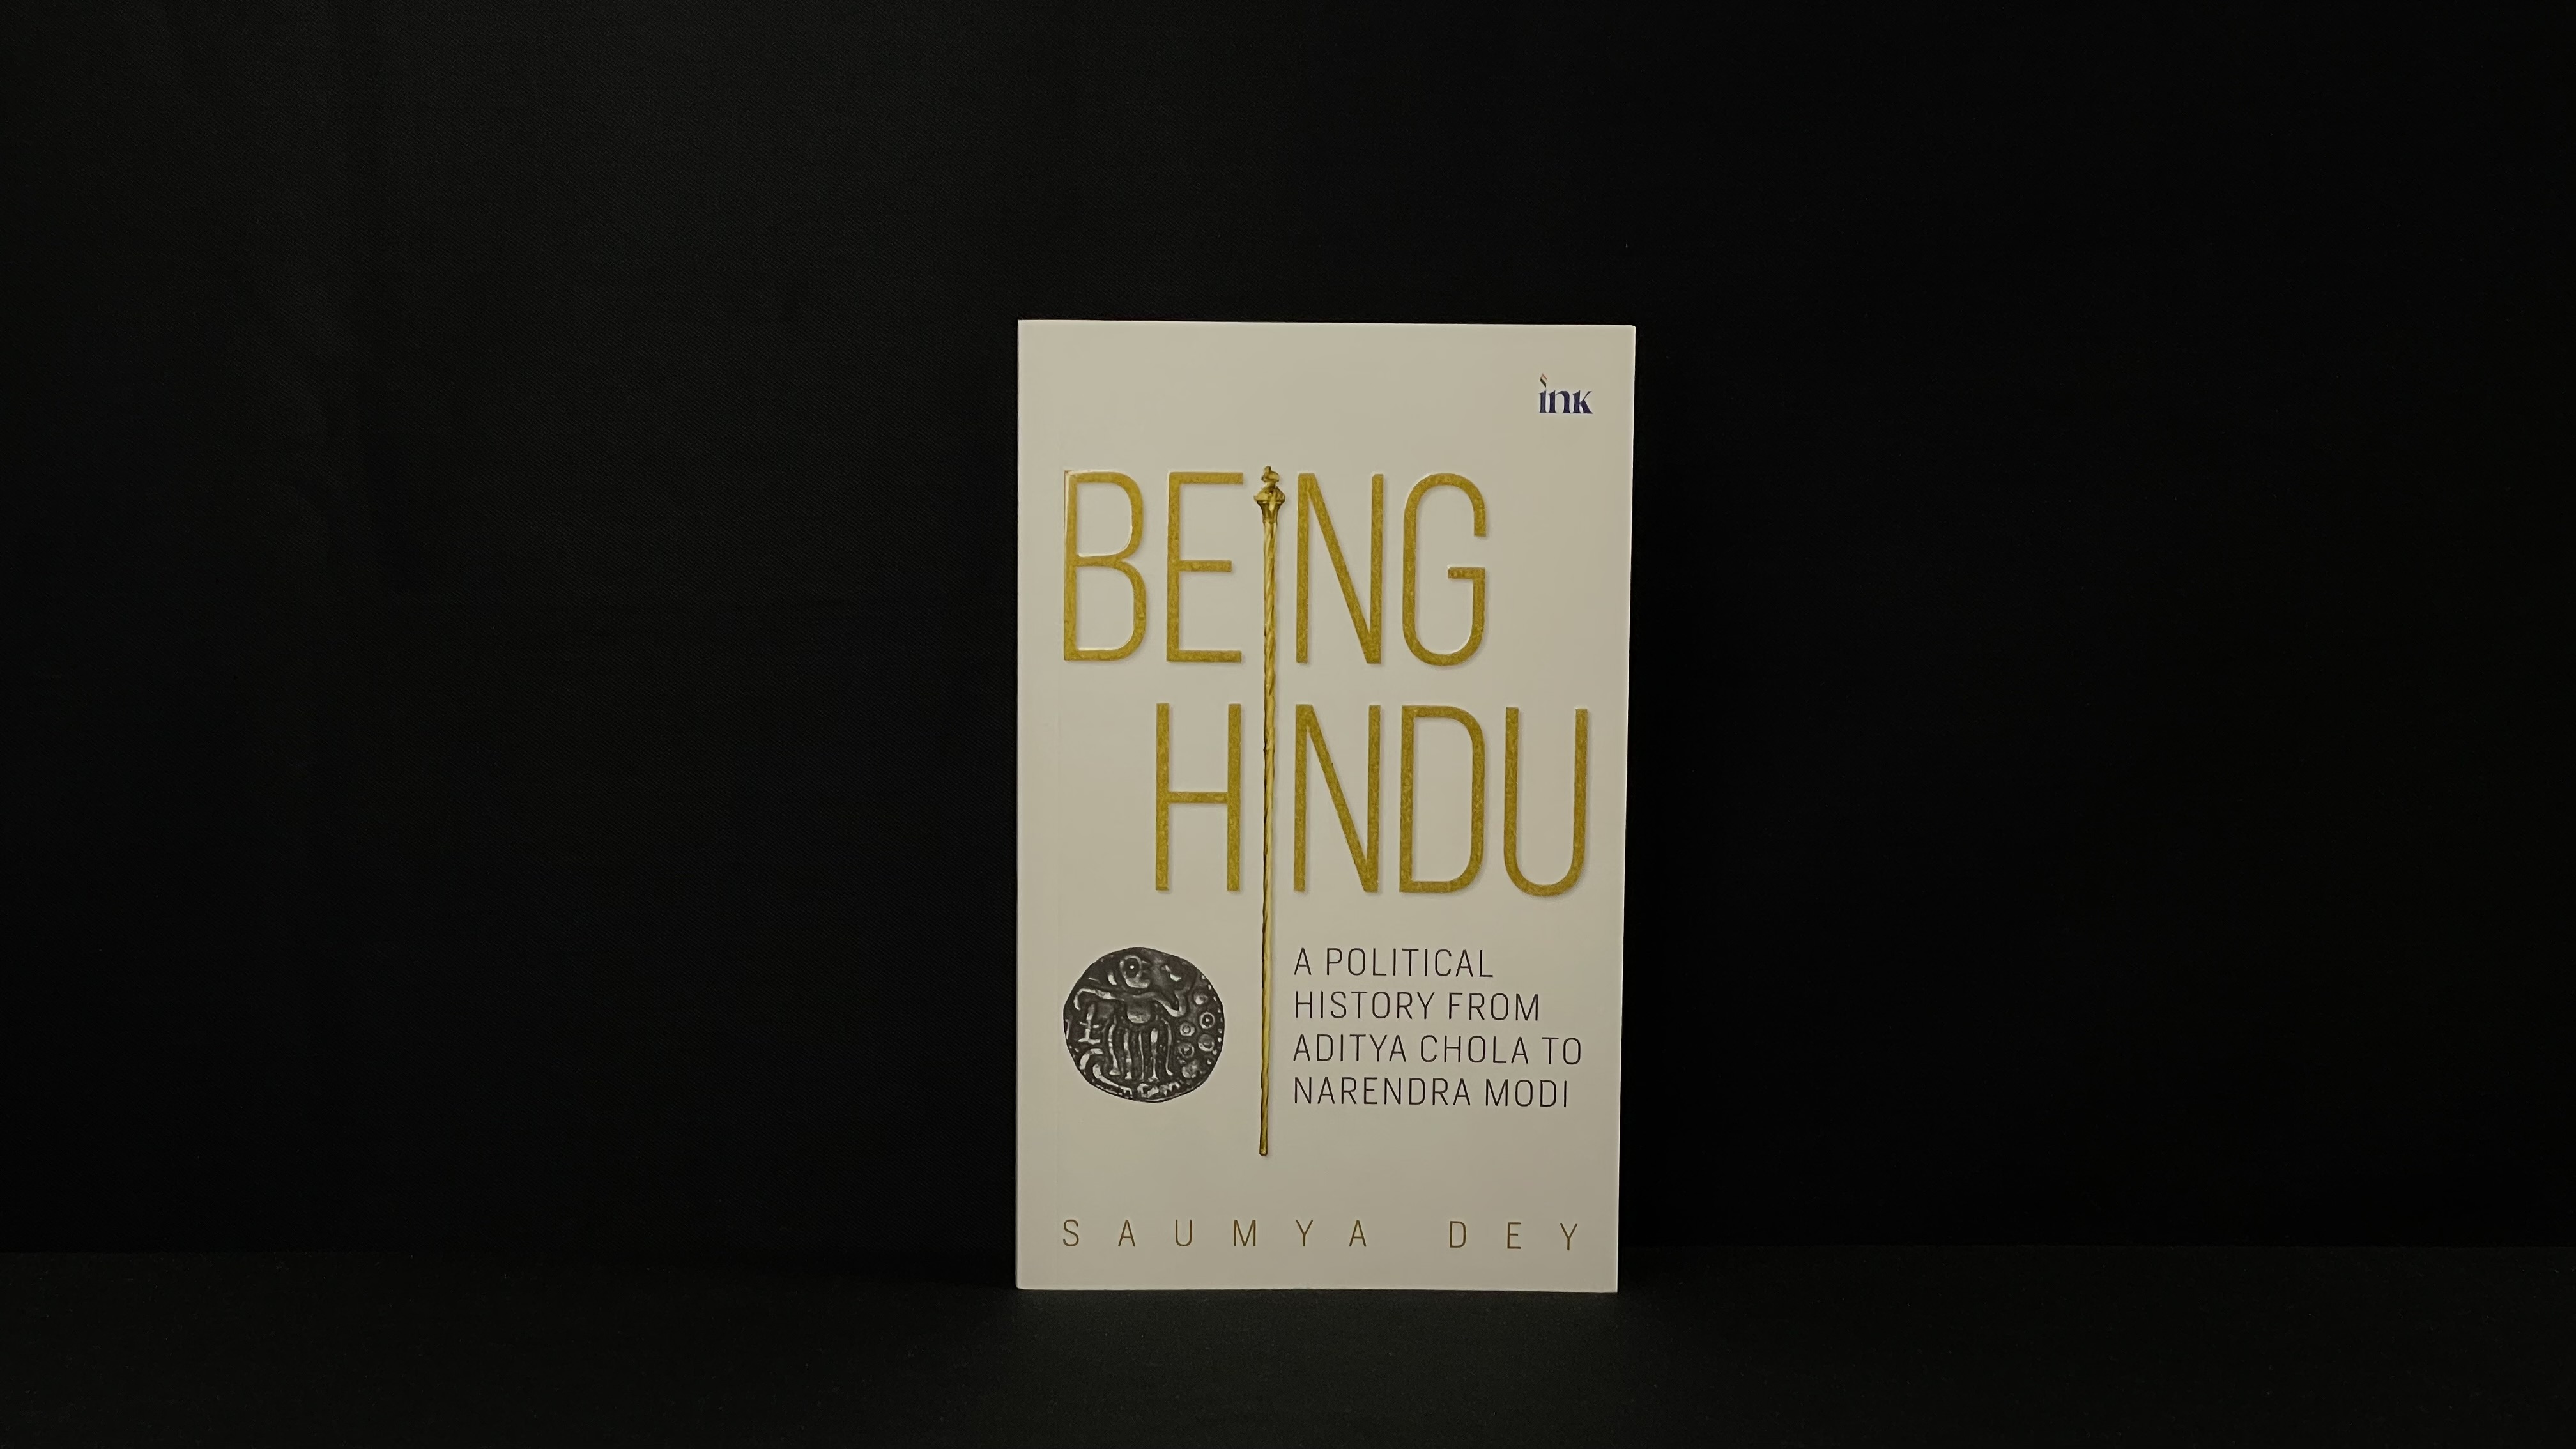 ink
BEING
HINDU
A POLITICAL
HISTORY FROM
ADITYA CHOLA TO
NARENDRA MODI
SAUMYA DEY